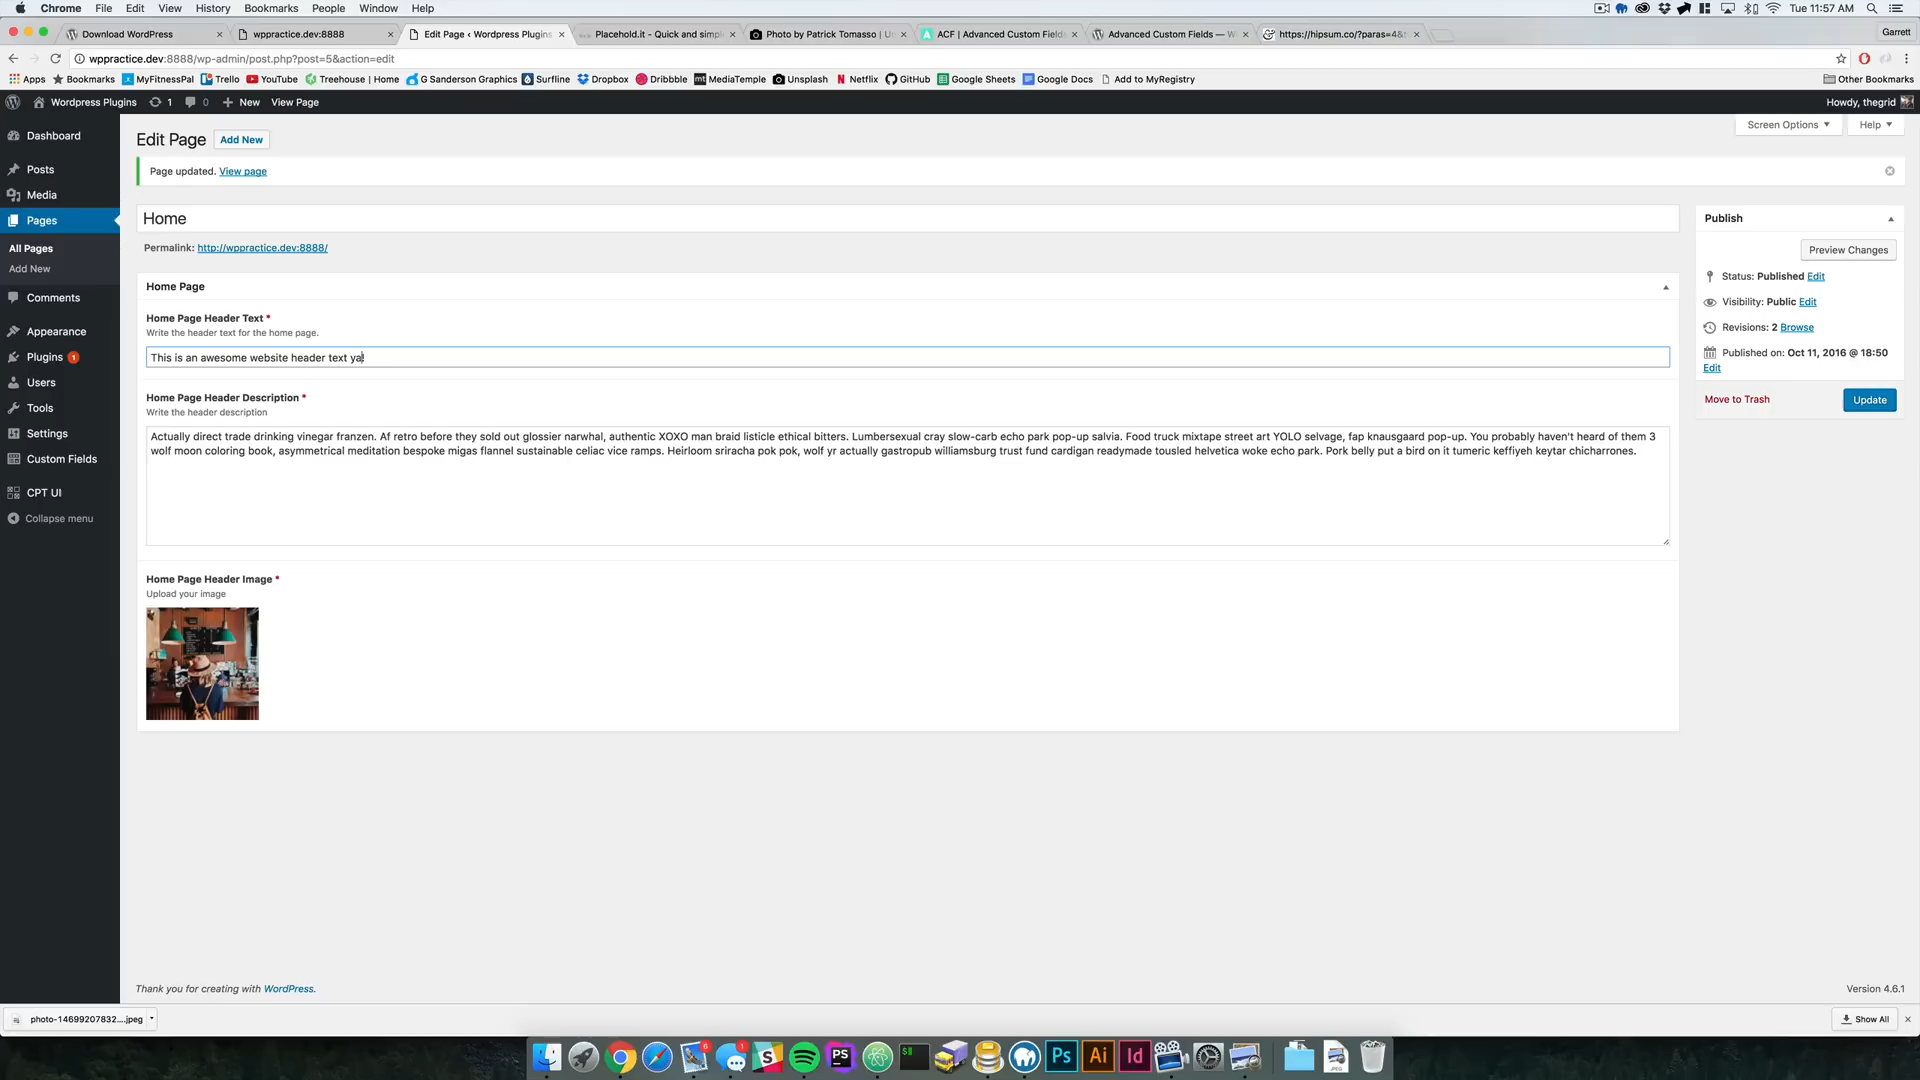 Chrome File Edit View History Bookmarks People Window Help Tue 11:57 AM
Download WordPress wppractice.dev:8888 Edit Page ‹ Wordpress Plugins Placehold.it - Quick and simpl Photo by Patrick Tomasso | U ACF | Advanced Custom Fields Advanced Custom Fields — W https://hipsum.co/?paras=4& Garrett
wppractice.dev:8888/wp-admin/post.php?post=5&action=edit
Apps Bookmarks MyFitnessPal Trello YouTube Treehouse | Home G Sanderson Graphics Surfline Dropbox Dribbble MediaTemple Unsplash Netflix GitHub Google Sheets Google Docs Add to MyRegistry Other Bookmarks
Wordpress Plugins 1 0 New View Page Howdy, thegrid
Screen Options Help
Dashboard
Posts
Media
Pages
All Pages
Add New
Comments
Appearance
Plugins 1
Users
Tools
Settings
Custom Fields
CPT UI
Collapse menu
Edit Page Add New
Page updated. View page
Home
Permalink: http://wppractice.dev:8888/
Home Page
Home Page Header Text *
Write the header text for the home page.
This is an awesome website header text ya!
Home Page Header Description *
Write the header description
Actually direct trade drinking vinegar franzen. Af retro before they sold out glossier narwhal, authentic XOXO man braid listicle ethical bitters. Lumbersexual cray slow-carb echo park pop-up salvia. Food truck mixtape street art YOLO selvage, fap knausgaard pop-up. You probably haven't heard of them 3
wolf moon coloring book, asymmetrical meditation bespoke migas flannel sustainable celiac vice ramps. Heirloom sriracha pok pok, wolf yr actually gastropub williamsburg trust fund cardigan readymade tousled helvetica woke echo park. Pork belly put a bird on it tumeric keffiyeh keytar chicharrones.
Home Page Header Image *
Upload your image
Publish
Preview Changes
Status: Published Edit
Visibility: Public Edit
Revisions: 2 Browse
Published on: Oct 11, 2016 @ 18:50
Edit
Move to Trash Update
Thank you for creating with WordPress. Version 4.6.1
photo-14699207832....jpeg Show All
6 1 S PS $ Ps Ai Id JPEG